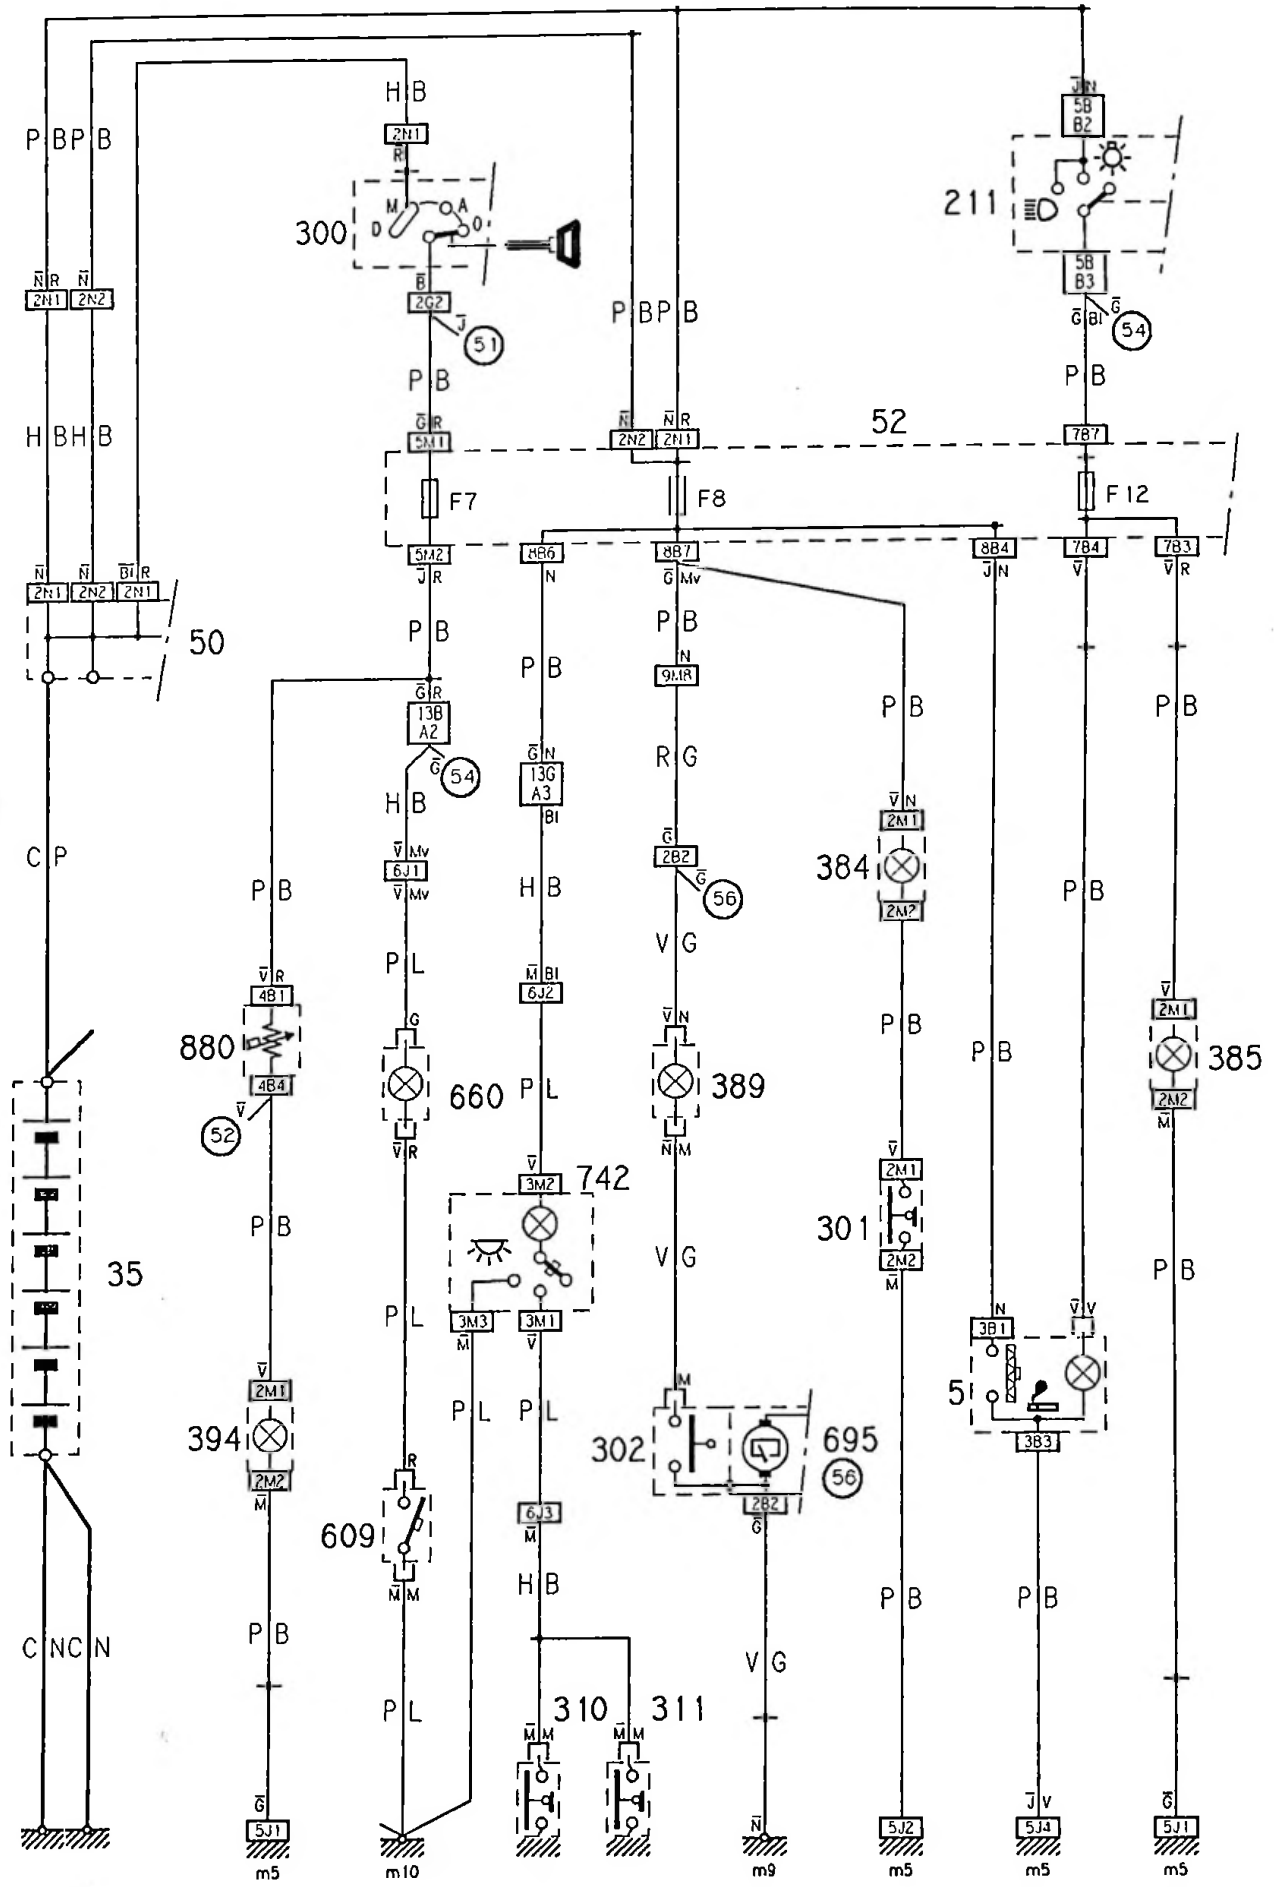 H B
J̅ N
5B
B2
2N1
P B P B
R̅
M A
D O
300
211
N̅ R N̅
2N1 2N2
B̅
2G2
J̅
51
5B
B3
G̅
G̅ Bl
54
P B P B
P B
P B
G̅ R
5M1
N̅ N̅ R
2N2 2N1
52
7B7
H B H B
F7
F8
F12
5M2
8B6
8B7
8B4
7B4
7B3
J̅ R
N
G̅ Mv
J̅ N
V̅
V̅ R
N̅ N̅ B̅l̅ R
2N1 2N2 2N1
50
P B
P B
P B
N
9M8
G̅ R
13B
A2
G̅
54
P B
P B
G̅ N
13G
A3
Bl
R G
H B
V̅ N
2M1
384
2M2
V̅ Mv
6J1
V̅ Mv
G̅
2B2
G̅
56
C P
P B
H B
P B
V G
P L
V̅ R
4B1
M̅ Bl
6J2
880
4B4
V̅
52
G
660
V̅ R
V̅ N
389
N̅ M
P B
P B
V̅
2M1
385
2M2
M̅
P L
35
P B
V̅
3M2
742
V̅
2M1
301
2M2
M̅
V G
P B
P L
3M3 3M1
M̅ V̅
N
3B1
V̅ V
5
3B3
V̅
2M1
394
2M2
M̅
P L P L
M
302
695
56
2B2
G̅
R
609
M̅ M
6J3
M̅
H B
P B
P B
C N C N
P B
V G
P L
310 311
M̅ M M̅ M
G̅
5J1
m5
m10
N̅
m9
5J2
m5
J̅ V
5J4
m5
G̅
5J1
m5